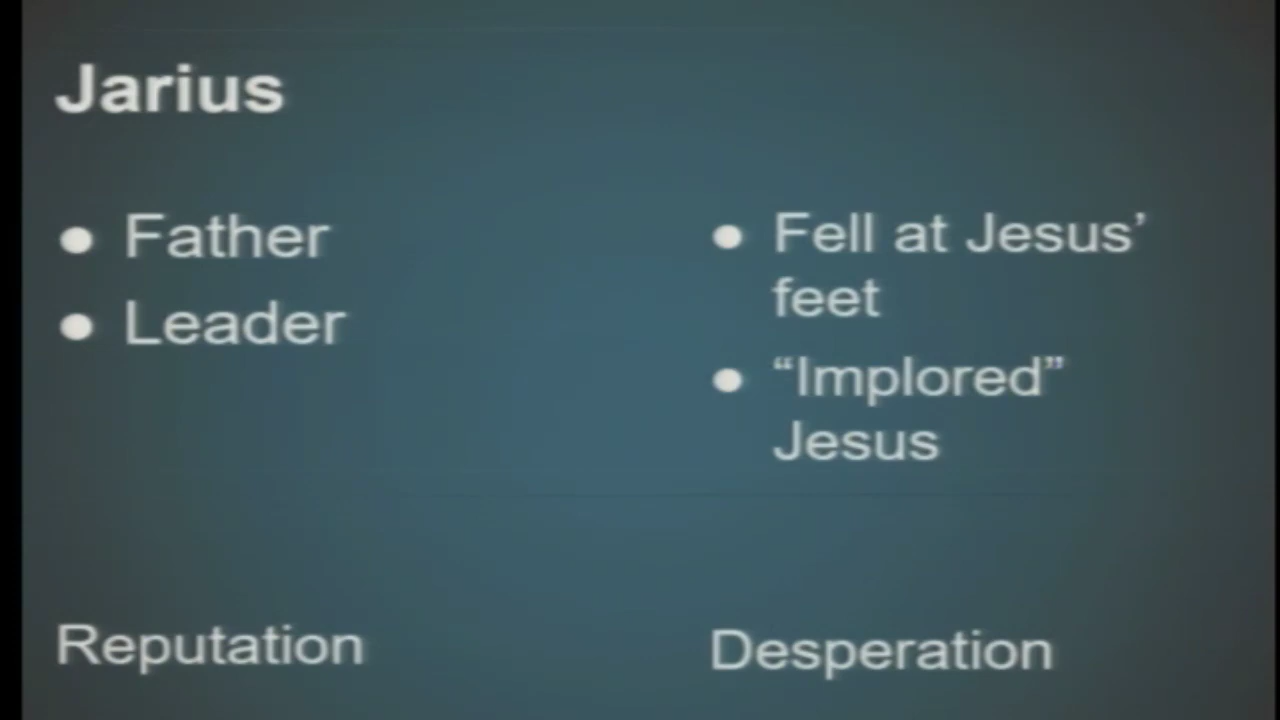 Jarius
● Father
● Leader
● Fell at Jesus’
feet
● “Implored”
Jesus
Reputation
Desperation